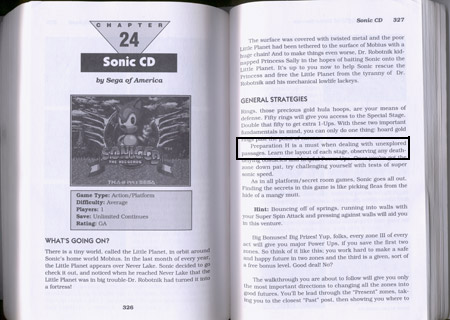 CHAPTER
24
Sonic CD
by Sega of America
Game Type: Action/Platform
Difficulty: Average
Players: 1
Save: Unlimited Continues
Rating: GA
WHAT'S GOING ON?
There is a tiny world, called the Little Planet, in orbit around
Sonic's home world Mobius. In the last month of every year,
the Little Planet appears over Never Lake. Sonic decided to go
check it out, and noticed when he reached Never Lake that the
Little Planet was in big trouble-Dr. Robotnik had turned it into
a fortress!
326
Sonic CD 327
The surface was covered with twisted metal and the poor
Little Planet had been tethered to the surface of Mobius with a
huge chain! And to make things even worse, Dr. Robotnik kid-
napped Princess Sally in the hopes of baiting Sonic onto the
Little Planet. It's up to you now to help Sonic rescue the
Princess and free the Little Planet from the tyranny of Dr.
Robotnik and his mechanical lowlife lackeys.
GENERAL STRATEGIES
Rings, those precious gold hula hoops, are your means of
defense. Fifty rings will give you access to the Special Stage.
Double that fifty to get extra 1-Ups. With these two important
fundamentals in mind, you can only do one thing: hoard gold
Preparation H is a must when dealing with unexplored
passages. Learn the layout of each stage, observing any death-
zone down pat, try challenging yourself with tests of super
sonic speed.
As in all platform/secret room games, Sonic goes all out.
Finding the secrets in this game is like picking fleas from the
hide of a mangy mutt.
Hint: Bouncing off of springs, running into walls with
your Super Spin Attack and pressing against walls will aid you
in this venture.
Big Bonuses! Big Prizes! Yup, folks, every zone III of every
act will give you major Power Ups, if you save the first two
zones. So think of it like this, you work hard to make a safe
and happy future in two zones and the third is a given, sort of
a free bonus level. Good deal! No?
The walkthrough you are about to follow will give you only
the most important directions to changing all the zones into
good futures. You'll be lead through the "Present" zones, tak-
ing you to the closest "Past" post, then showing you where to